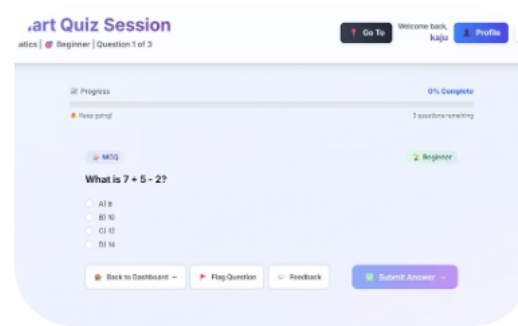 art Quiz Session
atics | Beginner | Question 1 of 3
Go To
Welcome back,
kaju
Profile
Progress
0% Complete
Keep going!
3 questions remaining
MCQ
Beginner
What is 7 + 5 - 2?
A) 8
B) 10
C) 12
D) 14
Back to Dashboard
Flag Question
Feedback
Submit Answer →